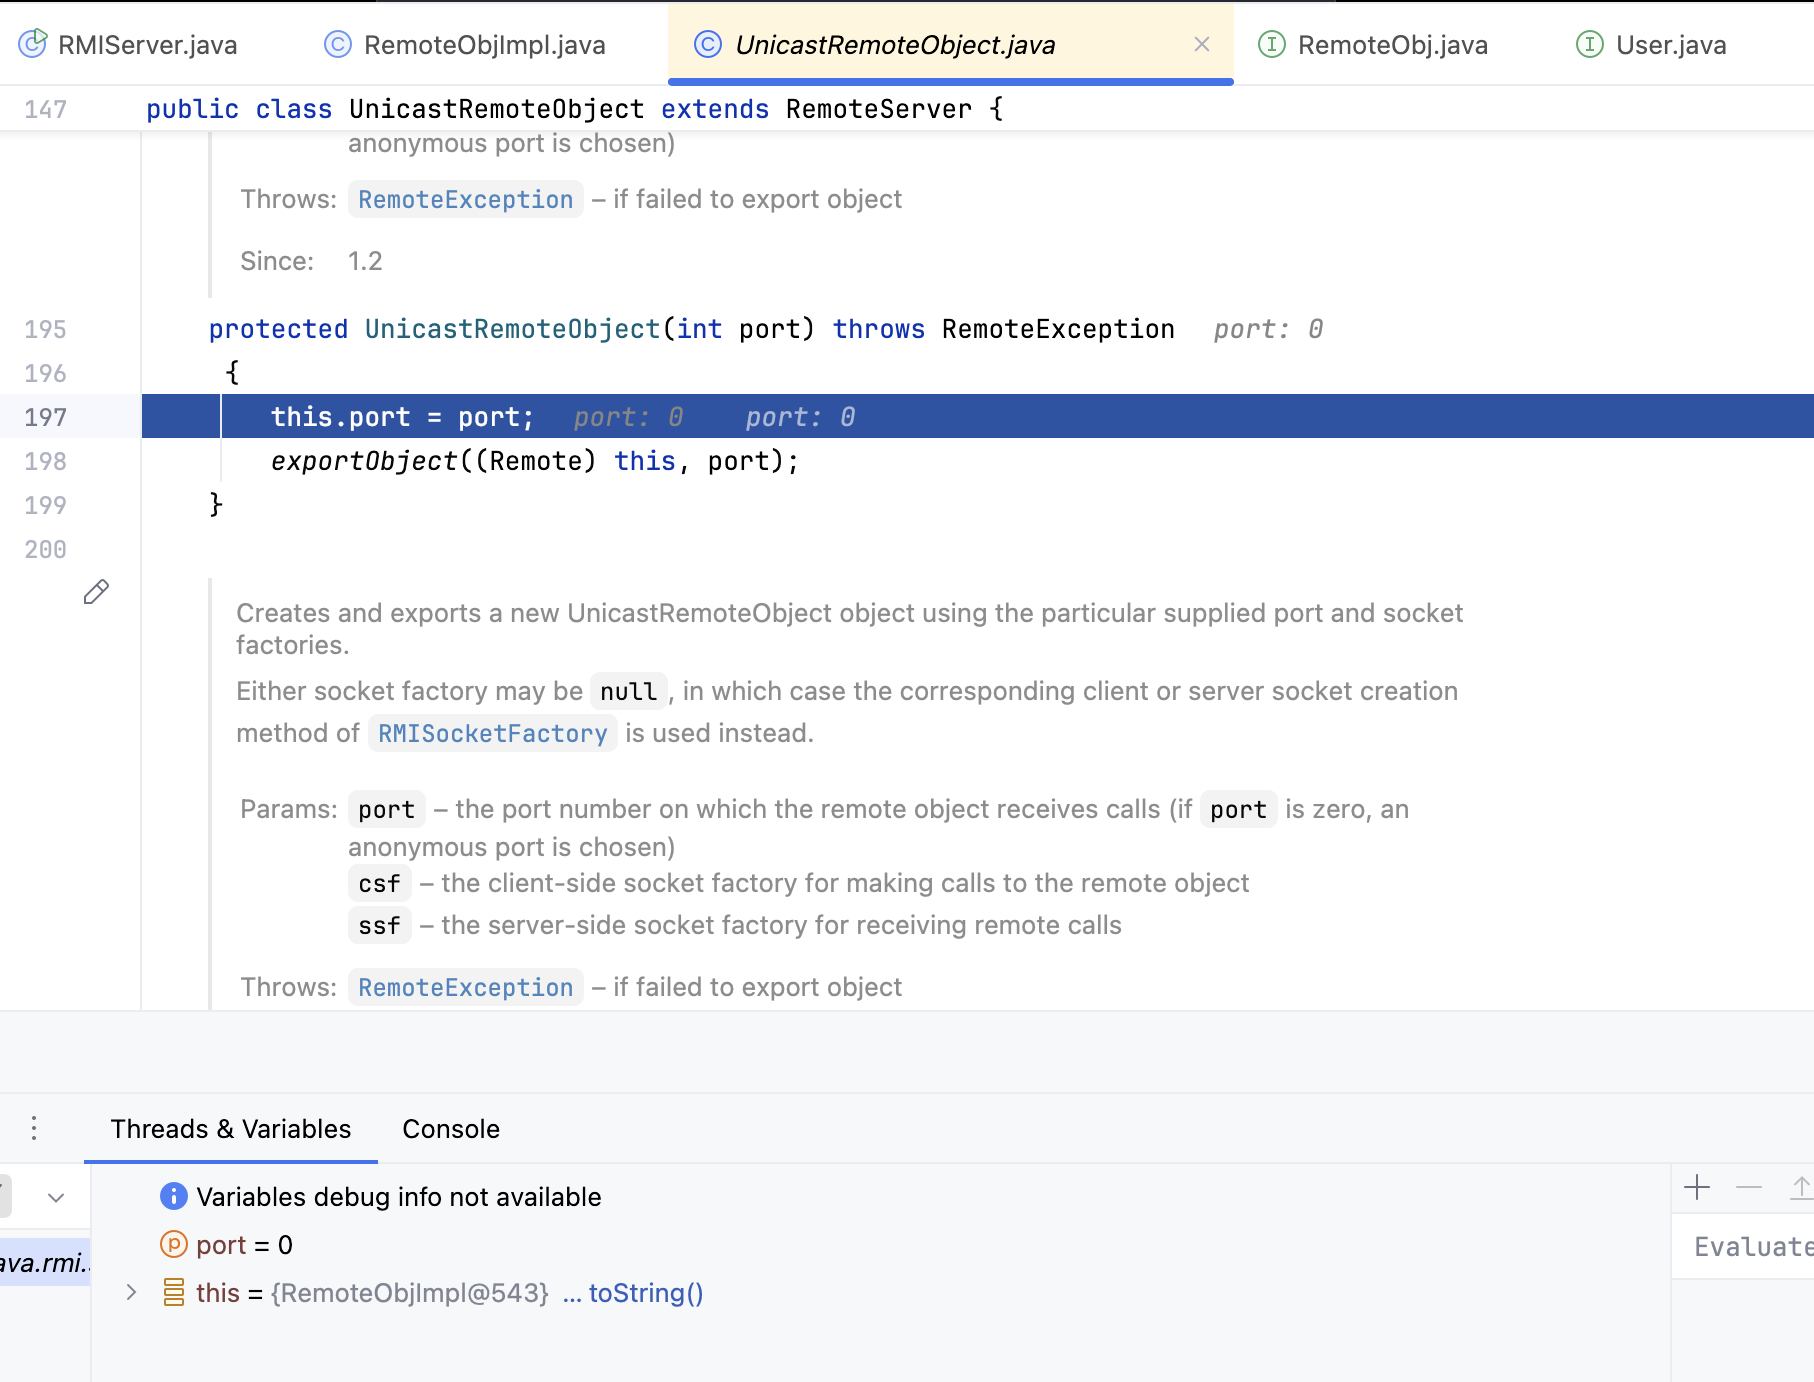 RMIServer.java RemoteObjImpl.java UnicastRemoteObject.java RemoteObj.java User.java
147 public class UnicastRemoteObject extends RemoteServer {
anonymous port is chosen)
Throws: RemoteException – if failed to export object
Since: 1.2
195 protected UnicastRemoteObject(int port) throws RemoteException port: 0
196 {
197 this.port = port; port: 0 port: 0
198 exportObject((Remote) this, port);
199 }
200
Creates and exports a new UnicastRemoteObject object using the particular supplied port and socket
factories.
Either socket factory may be null, in which case the corresponding client or server socket creation
method of RMISocketFactory is used instead.
Params: port – the port number on which the remote object receives calls (if port is zero, an
anonymous port is chosen)
csf – the client-side socket factory for making calls to the remote object
ssf – the server-side socket factory for receiving remote calls
Throws: RemoteException – if failed to export object
Threads & Variables Console
Variables debug info not available
port = 0
ava.rmi. Evaluate
this = {RemoteObjImpl@543} ... toString()